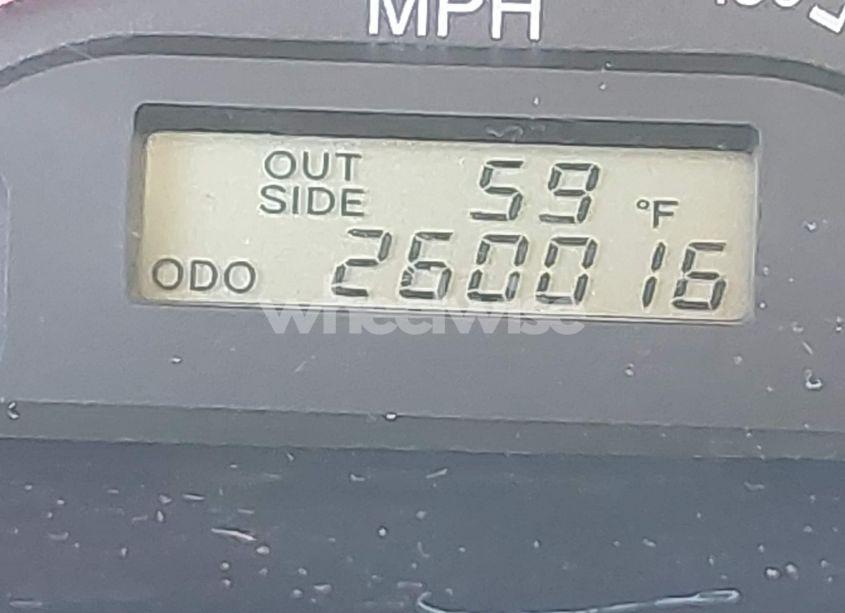 MPH
OUT
SIDE 59 °F
ODO 260016
wheelwise